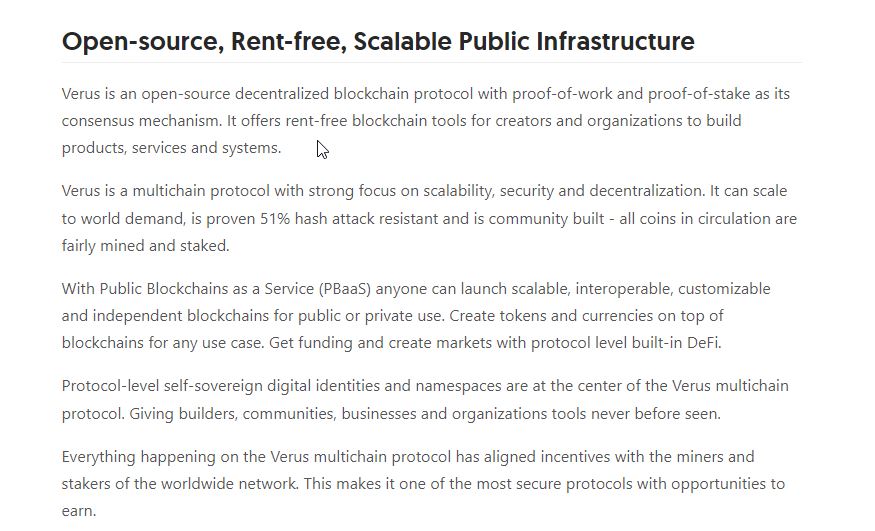 Open-source, Rent-free, Scalable Public Infrastructure
Verus is an open-source decentralized blockchain protocol with proof-of-work and proof-of-stake as its
consensus mechanism. It offers rent-free blockchain tools for creators and organizations to build
products, services and systems.
Verus is a multichain protocol with strong focus on scalability, security and decentralization. It can scale
to world demand, is proven 51% hash attack resistant and is community built - all coins in circulation are
fairly mined and staked.
With Public Blockchains as a Service (PBaaS) anyone can launch scalable, interoperable, customizable
and independent blockchains for public or private use. Create tokens and currencies on top of
blockchains for any use case. Get funding and create markets with protocol level built-in DeFi.
Protocol-level self-sovereign digital identities and namespaces are at the center of the Verus multichain
protocol. Giving builders, communities, businesses and organizations tools never before seen.
Everything happening on the Verus multichain protocol has aligned incentives with the miners and
stakers of the worldwide network. This makes it one of the most secure protocols with opportunities to
earn.